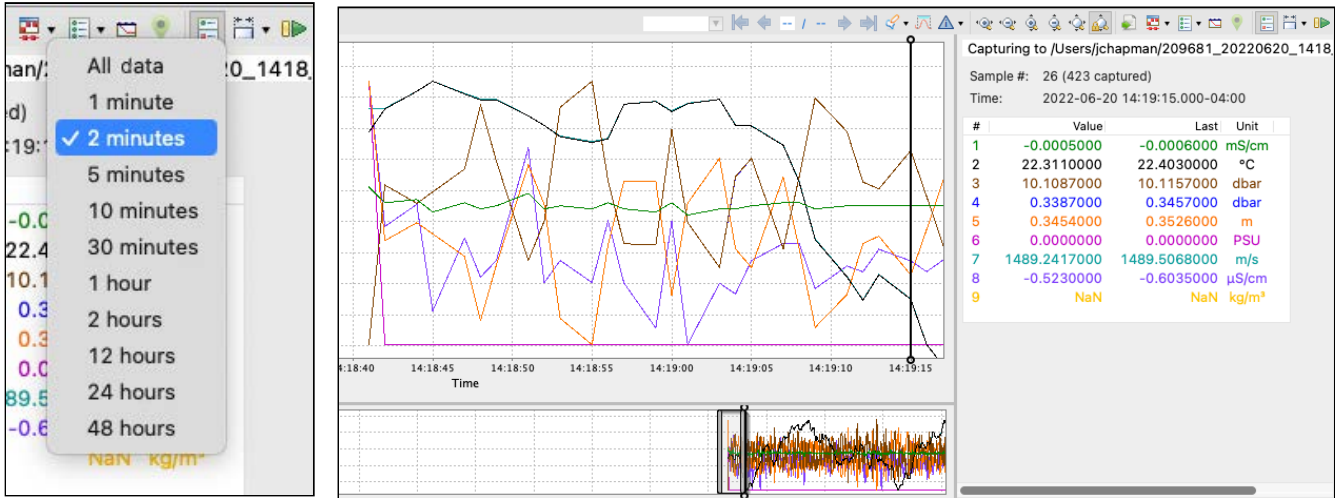 nan/
20_1418_
ed)
:19:1
-0.0
22.4
10.1
0.3
0.3
0.0
89.5
-0.6
NaN kg/m³
All data
1 minute
✓ 2 minutes
5 minutes
10 minutes
30 minutes
1 hour
2 hours
12 hours
24 hours
48 hours
-- / --
Capturing to /Users/jchapman/209681_20220620_1418_
Sample #: 26 (423 captured)
Time: 2022-06-20 14:19:15.000-04:00
# Value Last Unit
1 -0.0005000 -0.0006000 mS/cm
2 22.3110000 22.4030000 °C
3 10.1087000 10.1157000 dbar
4 0.3387000 0.3457000 dbar
5 0.3454000 0.3526000 m
6 0.0000000 0.0000000 PSU
7 1489.2417000 1489.5068000 m/s
8 -0.5230000 -0.6035000 µS/cm
9 NaN NaN kg/m³
4:18:40 14:18:45 14:18:50 14:18:55 14:19:00 14:19:05 14:19:10 14:19:15
Time